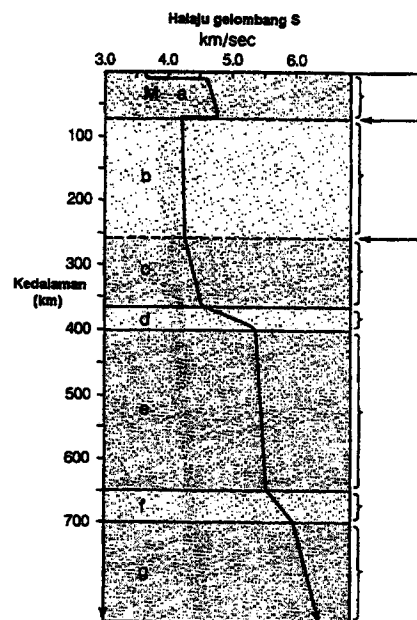 Halaju gelombang S
km/sec
3.0 4.0 5.0 6.0
M a
100
b
200
c
300
Kedalaman
(km)
d
400
e
500
600
f
700
g